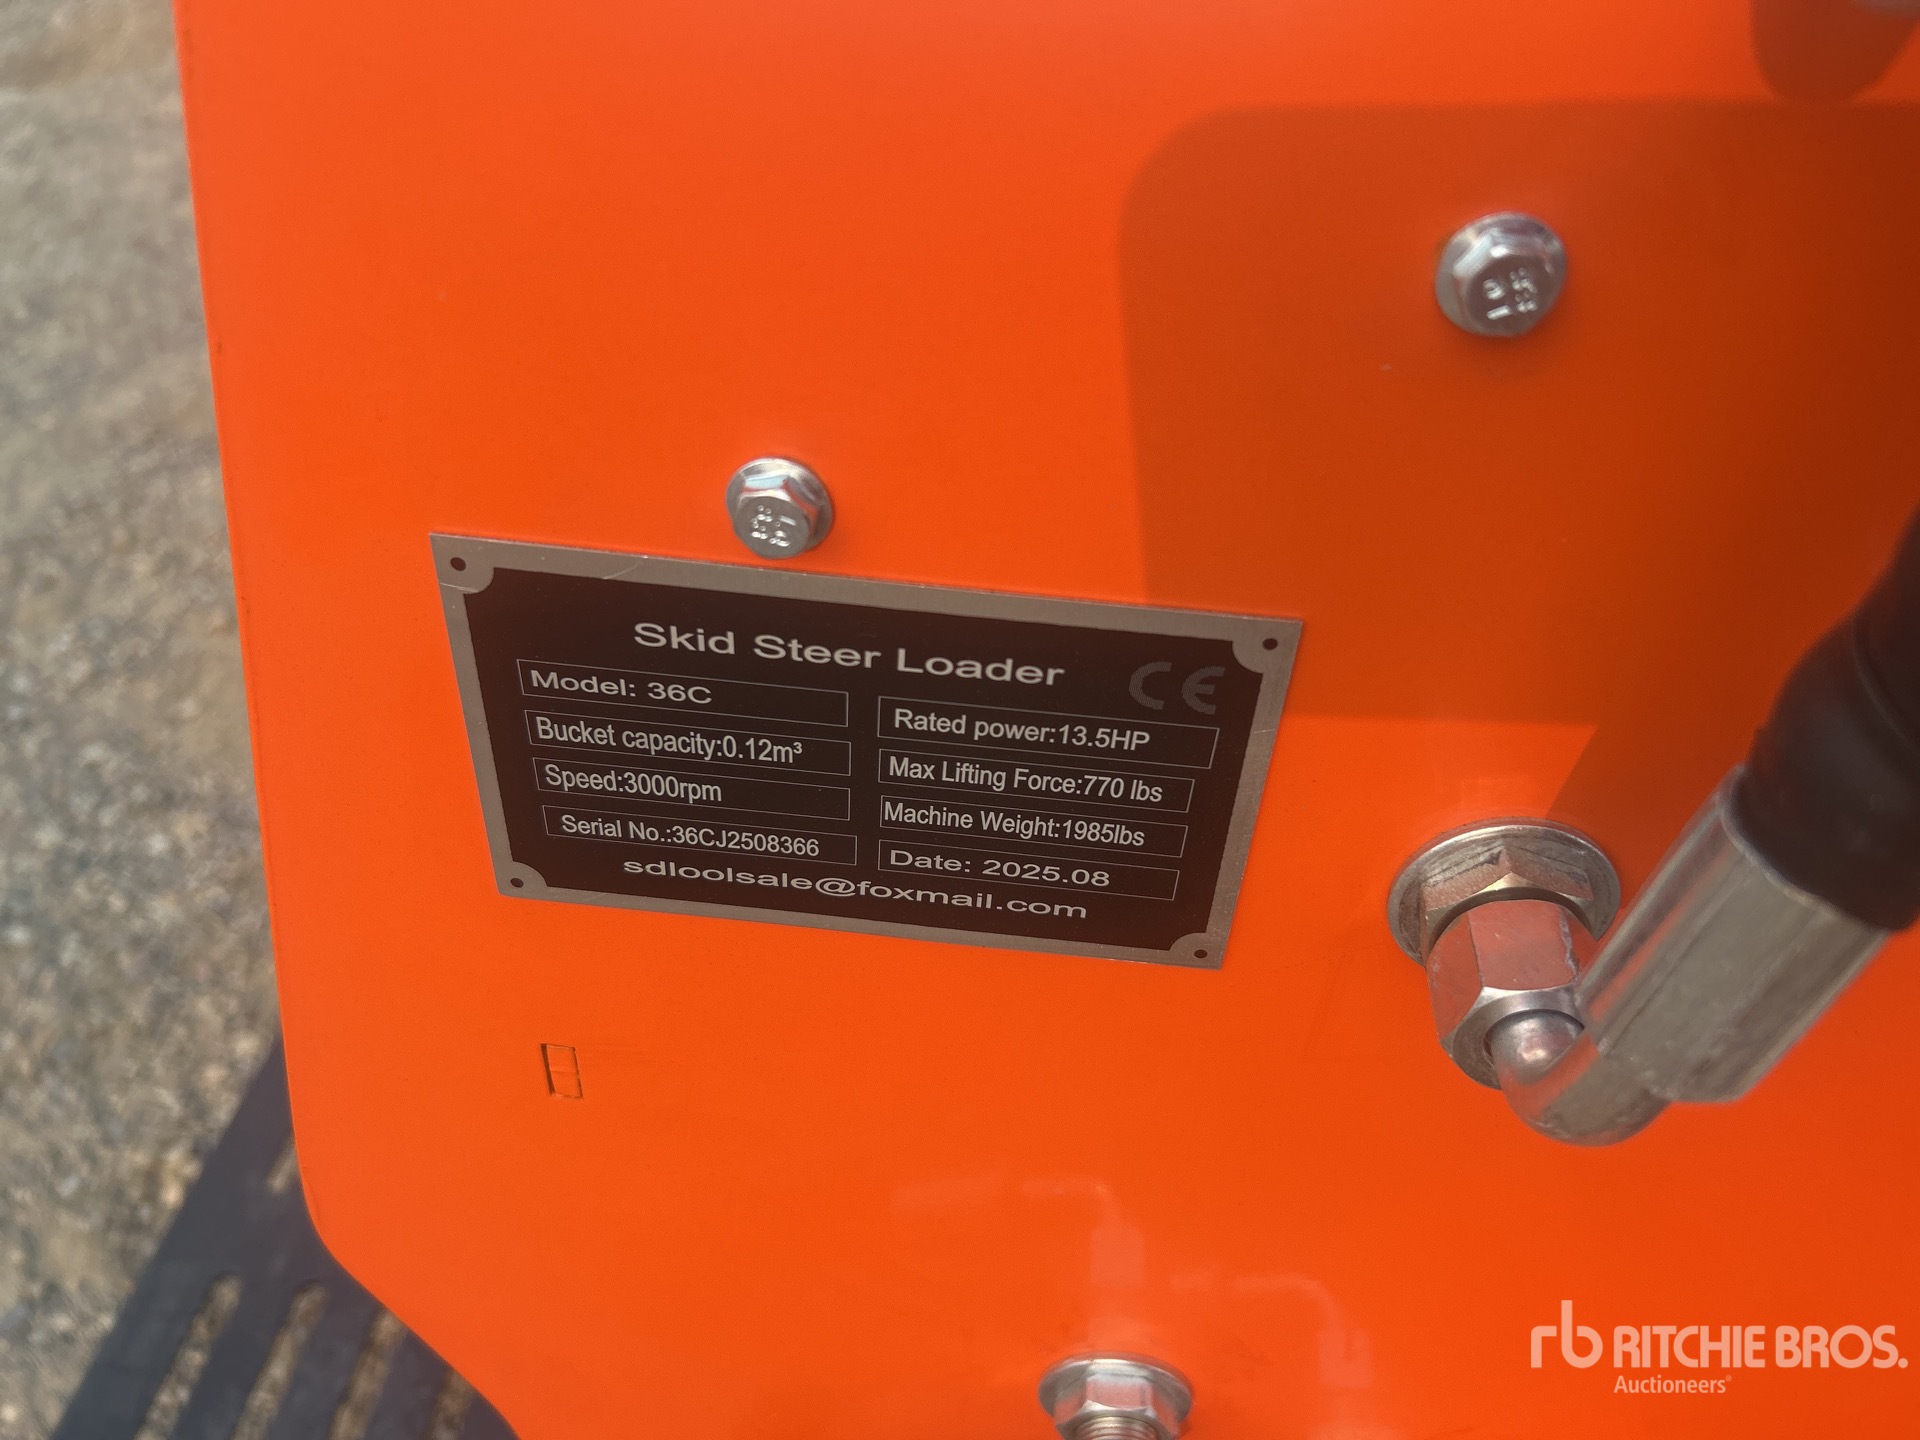 Skid Steer Loader
CE
Model: 36C
Rated power:13.5HP
Bucket capacity:0.12m³
Max Lifting Force:770 lbs
Speed:3000rpm
Machine Weight:1985lbs
Serial No.:36CJ2508366
Date: 2025.08
sdloolsale@foxmail.com
rb RITCHIE BROS.
Auctioneers®